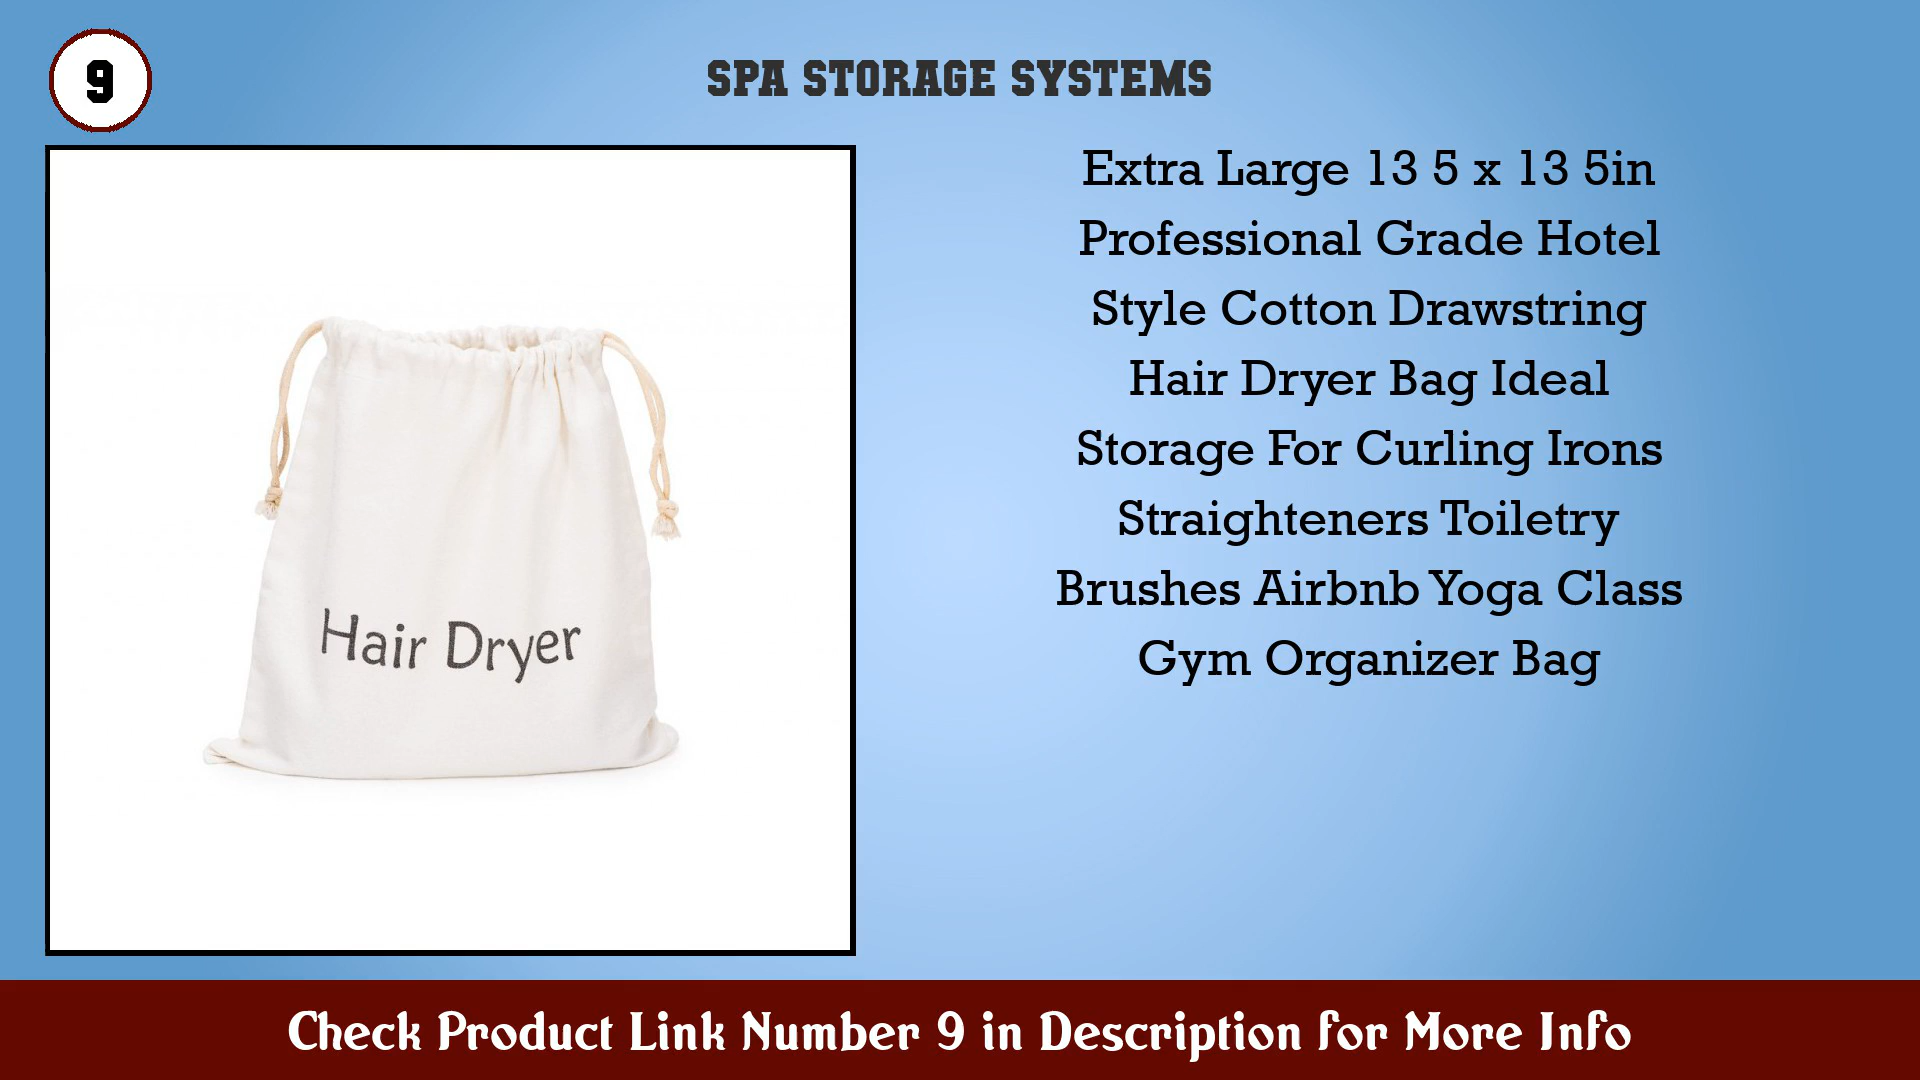 9
SPA STORAGE SYSTEMS
Extra Large 13 5 x 13 5in
Professional Grade Hotel
Style Cotton Drawstring
Hair Dryer Bag Ideal
Storage For Curling Irons
Straighteners Toiletry
Brushes Airbnb Yoga Class
Gym Organizer Bag
Hair Dryer
Check Product Link Number 9 in Description for More Info